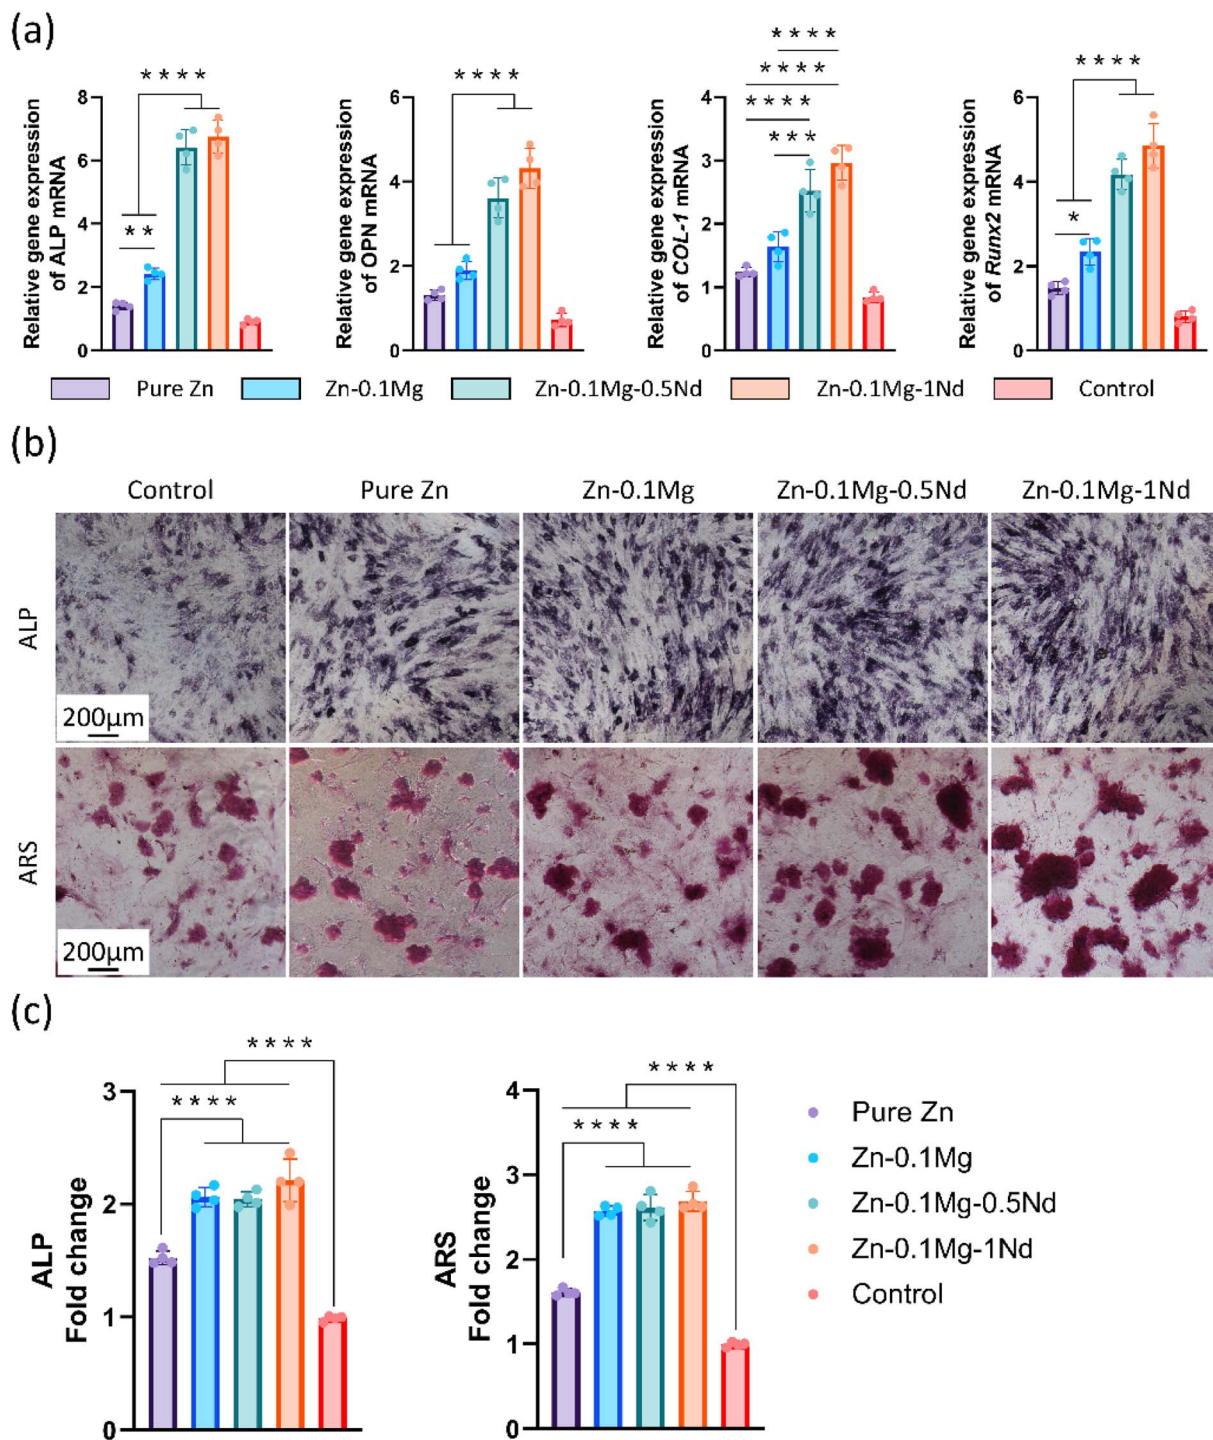 (a)
Relative gene expression
of ALP mRNA
8
6
4
2
0
* * * *
* *
Relative gene expression
of OPN mRNA
6
4
2
0
* * * *
Relative gene expression
of COL-1 mRNA
4
3
2
1
0
* * * *
* * * *
* * * *
* * *
Relative gene expression
of Runx2 mRNA
6
4
2
0
* * * *
*
Pure Zn Zn-0.1Mg Zn-0.1Mg-0.5Nd Zn-0.1Mg-1Nd Control
(b)
Control Pure Zn Zn-0.1Mg Zn-0.1Mg-0.5Nd Zn-0.1Mg-1Nd
ALP
200μm
ARS
200μm
(c)
ALP
Fold change
3
2
1
0
* * * *
* * * *
ARS
Fold change
4
3
2
1
0
* * * *
* * * *
Pure Zn
Zn-0.1Mg
Zn-0.1Mg-0.5Nd
Zn-0.1Mg-1Nd
Control